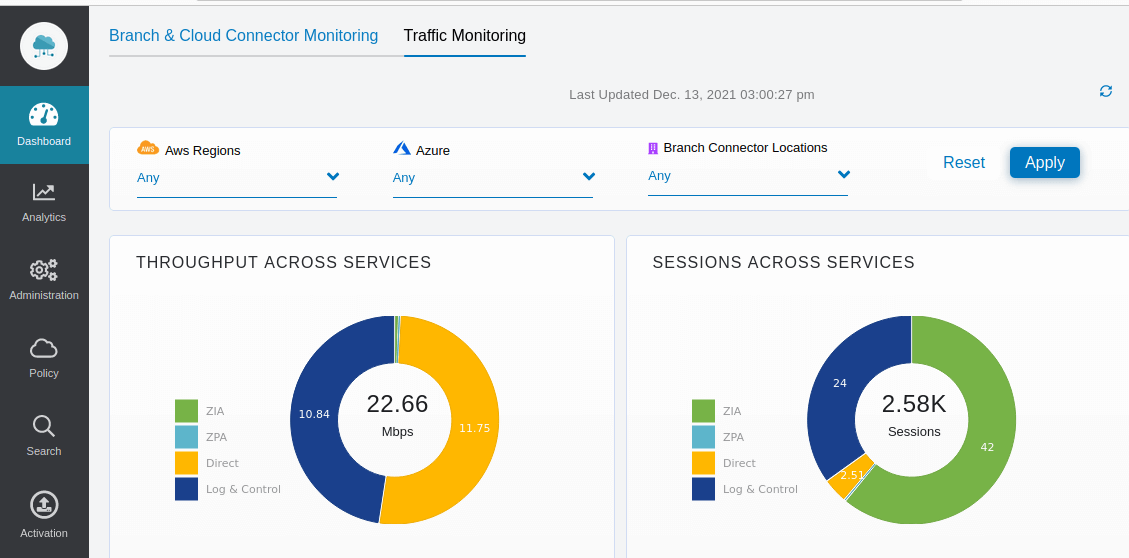 Branch & Cloud Connector Monitoring Traffic Monitoring
Last Updated Dec. 13, 2021 03:00:27 pm
Dashboard
Analytics
Administration
Policy
Search
Activation
AWS Aws Regions
Any
Azure
Any
Branch Connector Locations
Any
Reset
Apply
THROUGHPUT ACROSS SERVICES
ZIA
ZPA
Direct
Log & Control
10.84
22.66
Mbps
11.75
SESSIONS ACROSS SERVICES
ZIA
ZPA
Direct
Log & Control
24
2.58K
Sessions
42
2.51